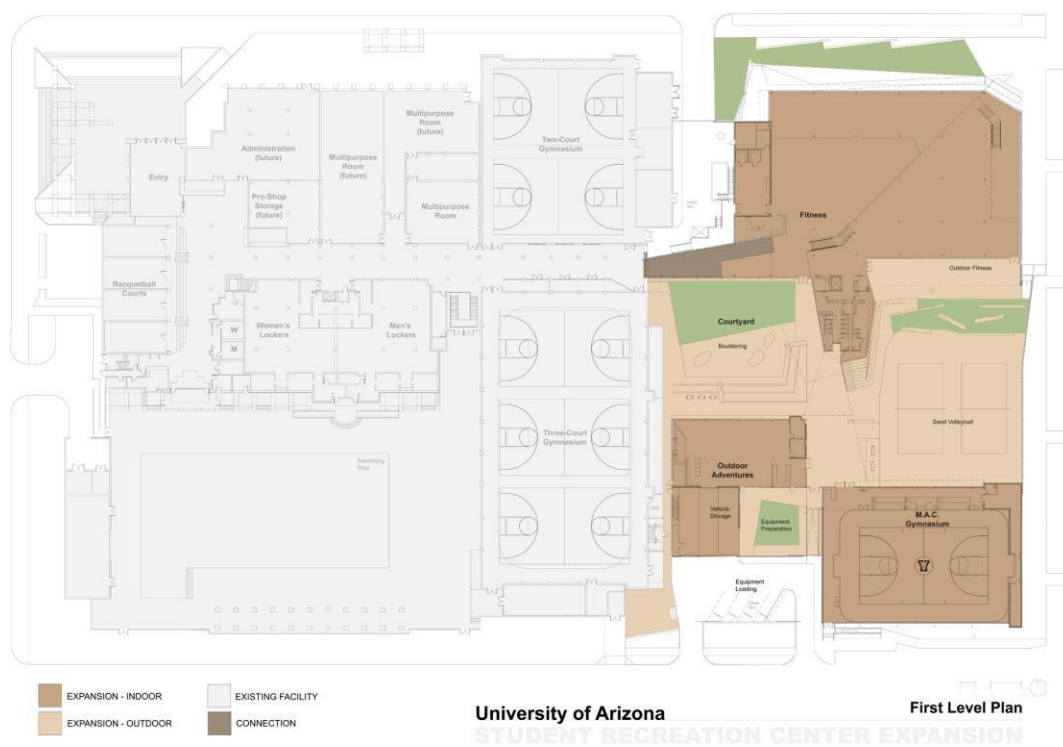 Multipurpose
Room
(future)
Two-Court
Gymnasium
Administration
(future)
Multipurpose
Room
(future)
Entry
Pro-Shop
Storage
(future)
Multipurpose
Room
Fitness
Outdoor Fitness
Racquetball
Courts
Women's
Lockers
Men's
Lockers
W
M
Courtyard
Bouldering
Sand Volleyball
Three-Court
Gymnasium
Swimming
Pool
Outdoor
Adventures
Vehicle
Storage
Equipment
Preparation
M.A.C.
Gymnasium
Equipment
Loading
EXPANSION - INDOOR
EXISTING FACILITY
EXPANSION - OUTDOOR
CONNECTION
University of Arizona
First Level Plan
STUDENT RECREATION CENTER EXPANSION